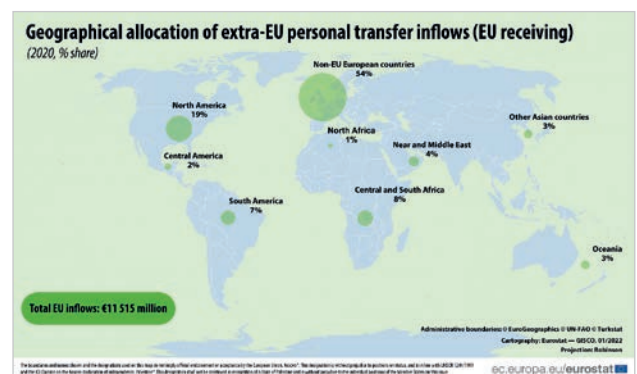 Geographical allocation of extra-EU personal transfer inflows (EU receiving)
(2020, % share)
Non-EU European countries
54%
North America
19%
Other Asian countries
3%
North Africa
1%
Near and Middle East
4%
Central America
2%
Central and South Africa
8%
South America
7%
Oceania
3%
Total EU inflows: €11 515 million
Administrative boundaries: © EuroGeographics © UN-FAO © Turkstat
Cartography: Eurostat — GISCO, 01/2022
Projection: Robinson
ec.europa.eu/eurostat